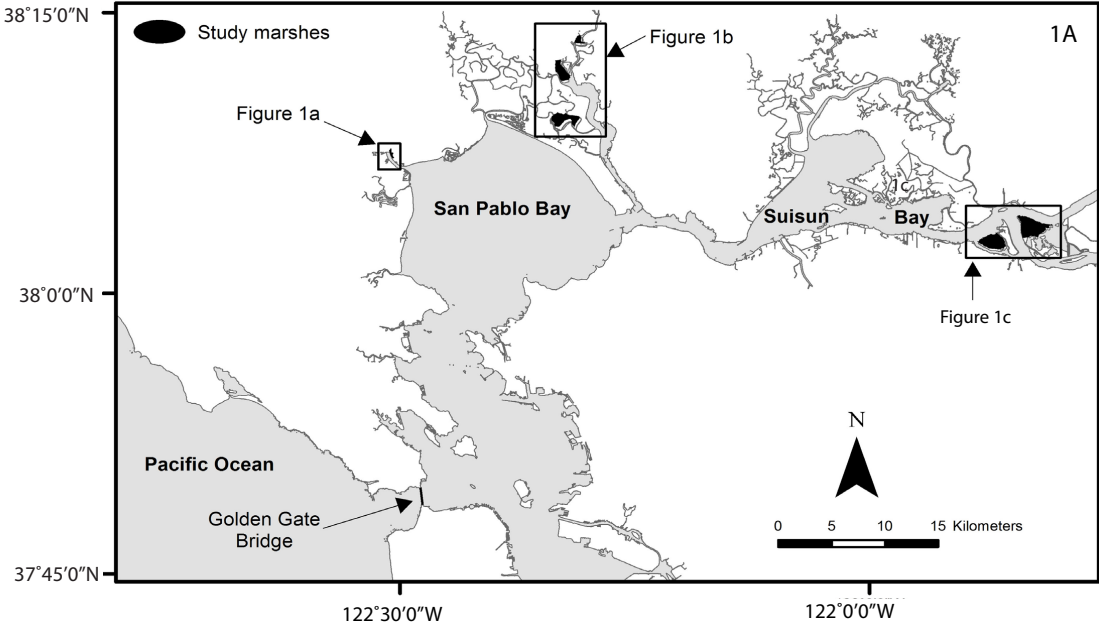 38°15'0"N
Study marshes
1A
Figure 1b
Figure 1a
San Pablo Bay
1c
Suisun Bay
38°0'0"N
Figure 1c
N
Pacific Ocean
0 5 10 15 Kilometers
Golden Gate
Bridge
37°45'0"N
122°30'0"W
122°0'0"W